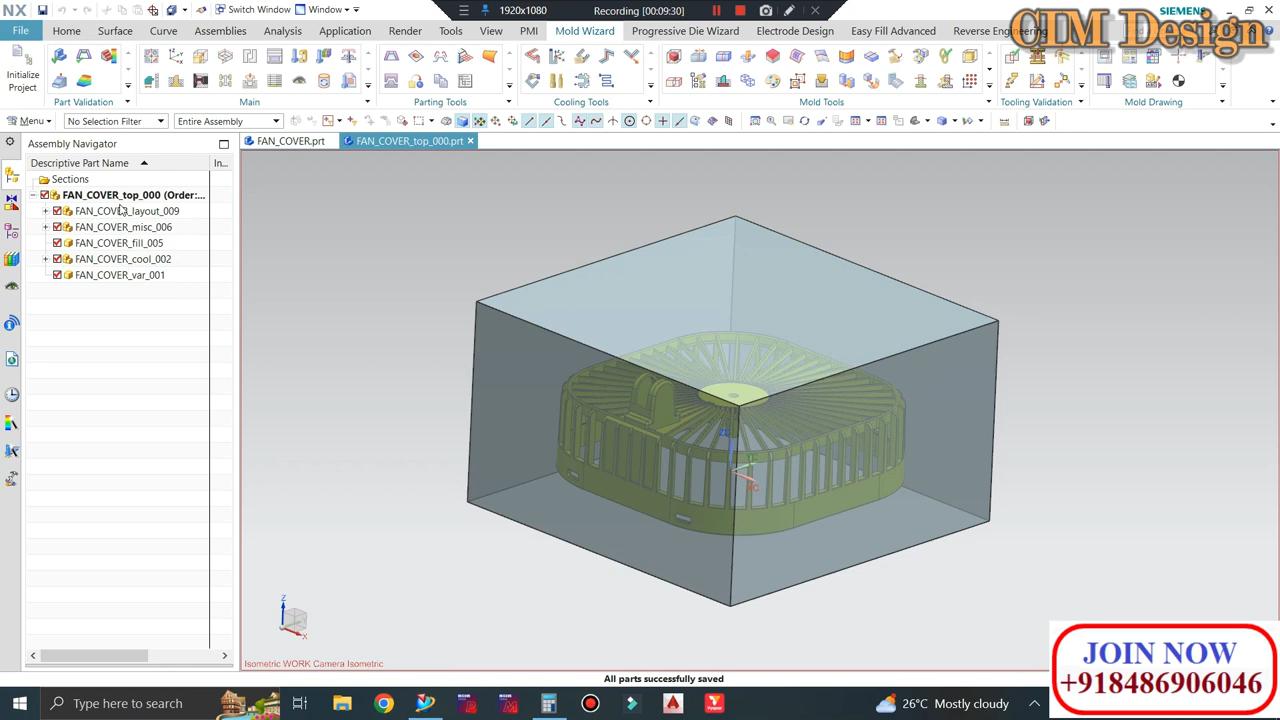 NX
Switch Window
Window
1920x1080
Recording [00:09:30]
SIEMENS
CIM Design
File
Home
Surface
Curve
Assemblies
Analysis
Application
Render
Tools
View
PMI
Mold Wizard
Progressive Die Wizard
Electrode Design
Easy Fill Advanced
Reverse Engineering
Initialize
Project
Part Validation
Main
Parting Tools
Cooling Tools
Mold Tools
Tooling Validation
Mold Drawing
Menu
No Selection Filter
Entire Assembly
Assembly Navigator
FAN_COVER.prt
FAN_COVER_top_000.prt
Descriptive Part Name
In...
Sections
FAN_COVER_top_000 (Order:...
FAN_COVER_layout_009
FAN_COVER_misc_006
FAN_COVER_fill_005
FAN_COVER_cool_002
FAN_COVER_var_001
Z
X
Isometric WORK Camera Isometric
All parts successfully saved
JOIN NOW
+918486906046
Type here to search
26°C Mostly cloudy